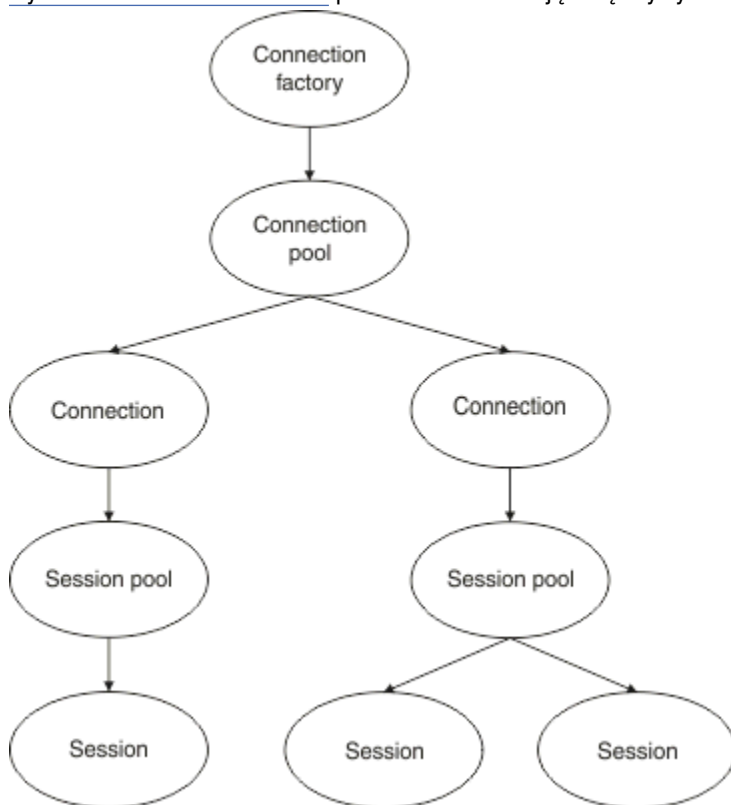 Connection
factory
Connection
pool
Connection
Connection
Session pool
Session pool
Session
Session
Session